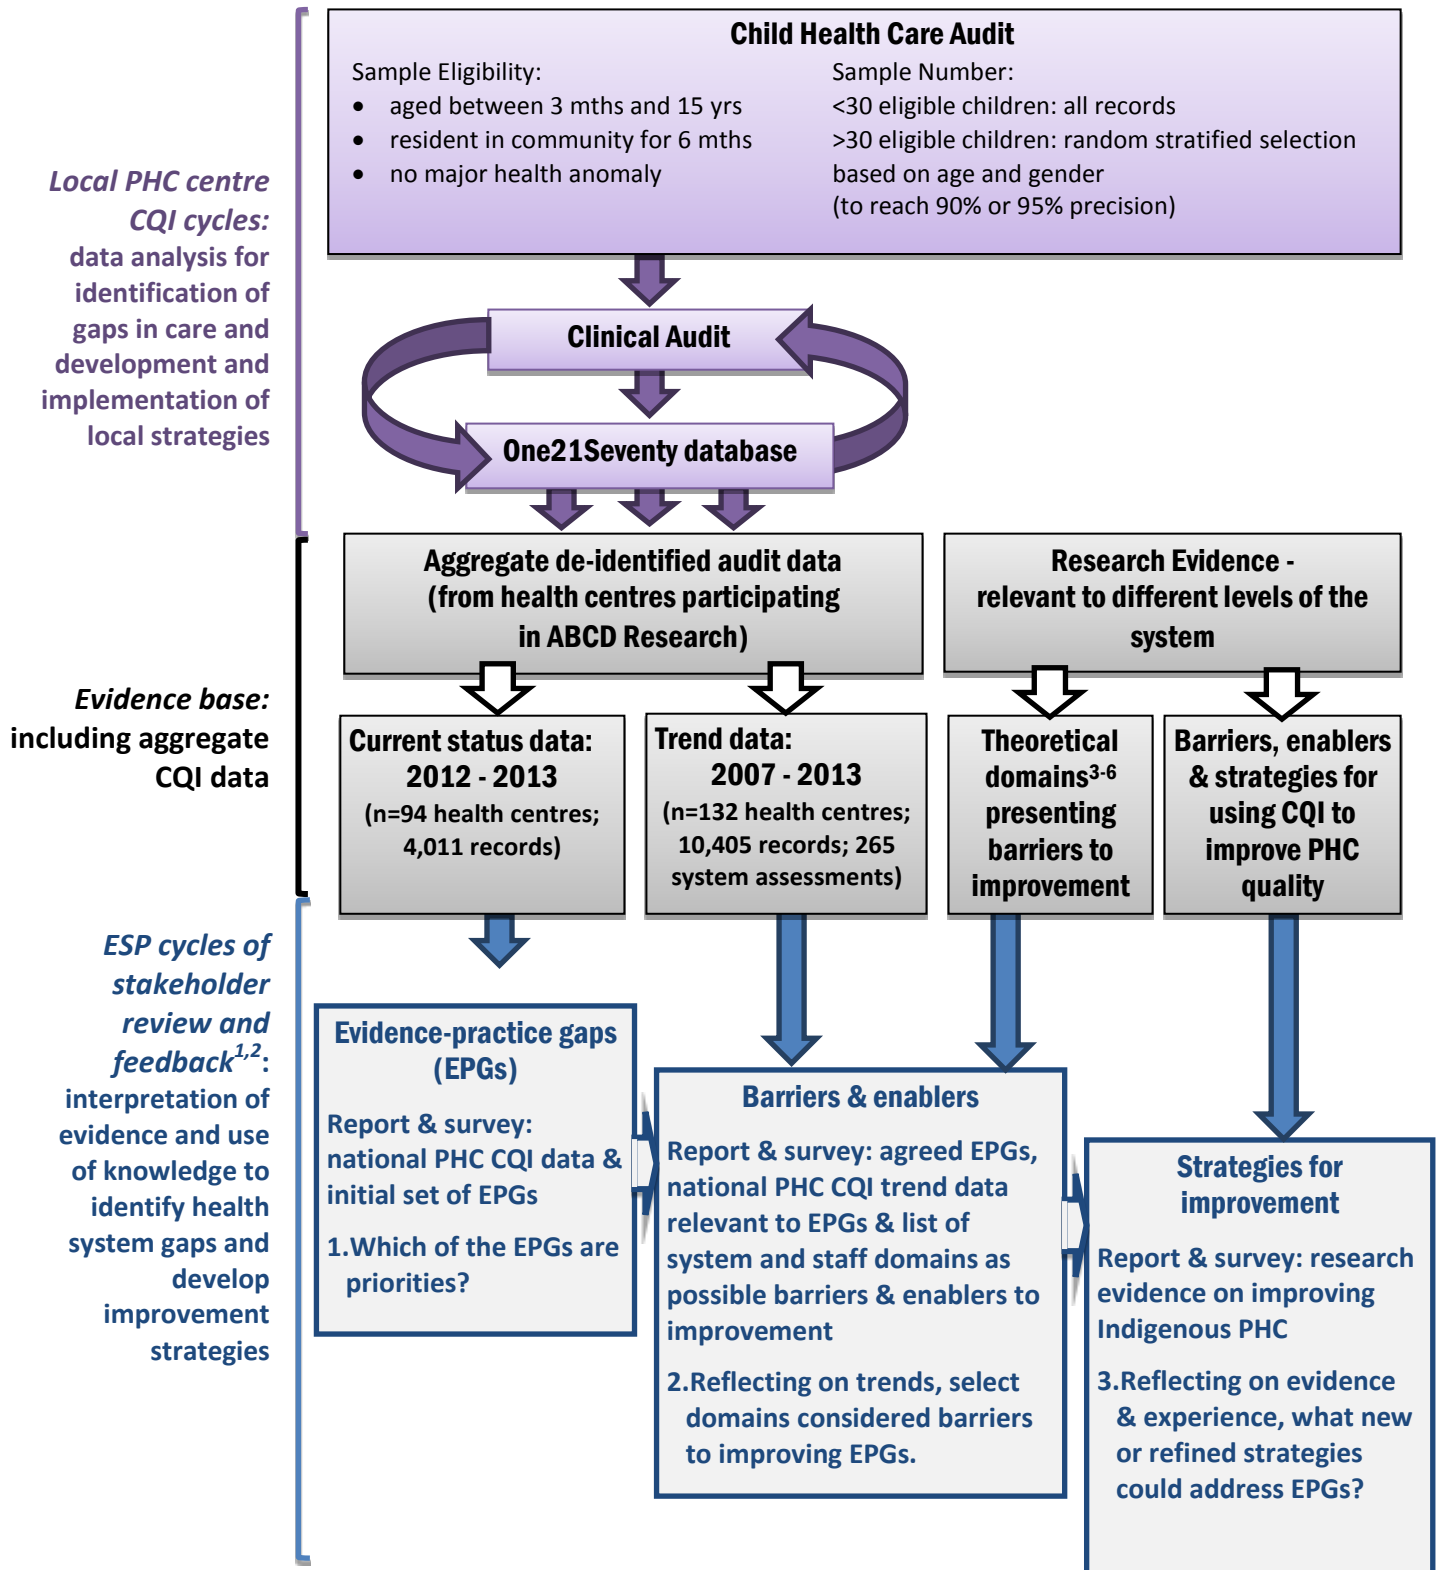 Child Health Care Audit
Sample Eligibility:
• aged between 3 mths and 15 yrs
• resident in community for 6 mths
• no major health anomaly
Sample Number:
<30 eligible children: all records
>30 eligible children: random stratified selection
based on age and gender
(to reach 90% or 95% precision)
Local PHC centre
CQI cycles:
data analysis for
identification of
gaps in care and
development and
implementation of
local strategies
Clinical Audit
One21Seventy database
Aggregate de-identified audit data
(from health centres participating
in ABCD Research)
Research Evidence -
relevant to different levels of the
system
Evidence base:
including aggregate
CQI data
Current status data:
2012 - 2013
(n=94 health centres;
4,011 records)
Trend data:
2007 - 2013
(n=132 health centres;
10,405 records; 265
system assessments)
Theoretical
domains3-6
presenting
barriers to
improvement
Barriers, enablers
& strategies for
using CQI to
improve PHC
quality
ESP cycles of
stakeholder
review and
feedback1,2:
interpretation of
evidence and use
of knowledge to
identify health
system gaps and
develop
improvement
strategies
Evidence-practice gaps
(EPGs)
Report & survey:
national PHC CQI data &
initial set of EPGs
1.Which of the EPGs are
priorities?
Barriers & enablers
Report & survey: agreed EPGs,
national PHC CQI trend data
relevant to EPGs & list of
system and staff domains as
possible barriers & enablers to
improvement
2.Reflecting on trends, select
domains considered barriers
to improving EPGs.
Strategies for
improvement
Report & survey: research
evidence on improving
Indigenous PHC
3.Reflecting on evidence
& experience, what new
or refined strategies
could address EPGs?